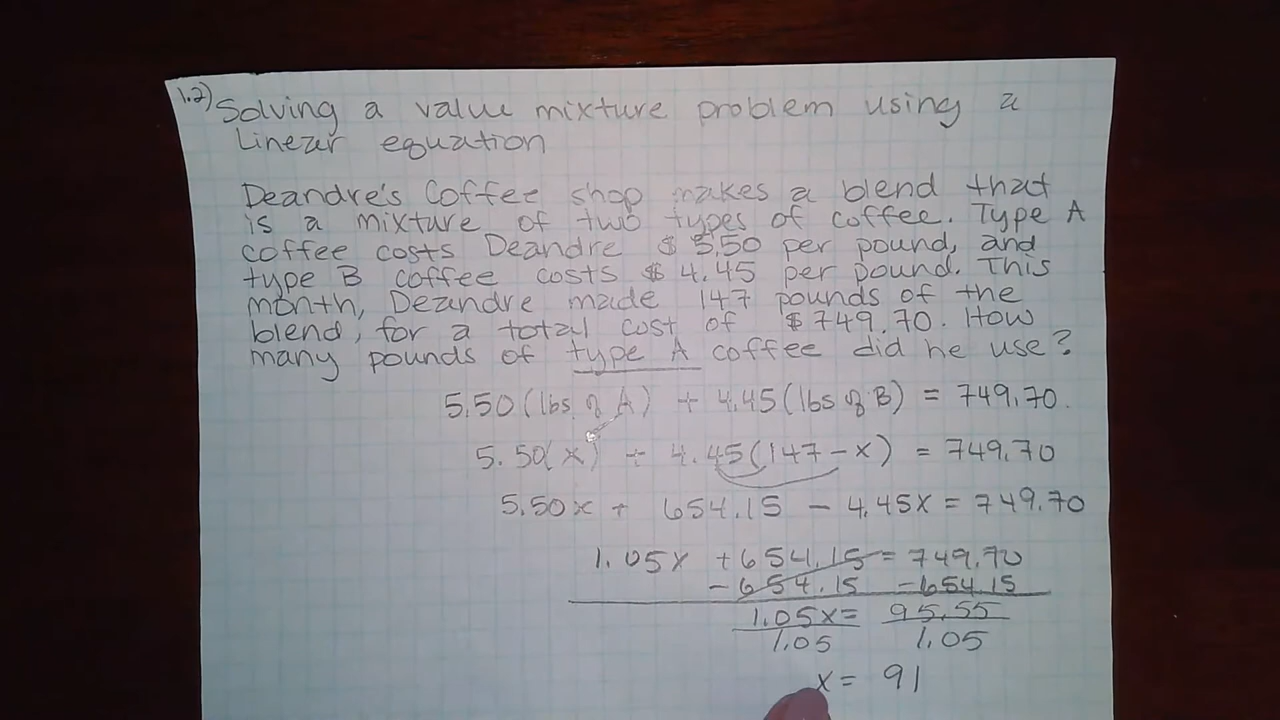 1.2) Solving a value mixture problem using a
Linear equation
Deandre's Coffee shop makes a blend that
is a mixture of two types of coffee. Type A
coffee costs Deandre $5.50 per pound, and
type B coffee costs $4.45 per pound. This
month, Deandre made 147 pounds of the
blend, for a total cost of $749.70. How
many pounds of type A coffee did he use?
5.50(lbs of A) + 4.45(lbs of B) = 749.70.
5.50(x) + 4.45(147-x) = 749.70
5.50x + 654.15 - 4.45x = 749.70
1.05x + 654.15 = 749.70
-654.15 -654.15
1.05x = 95.55
1.05 1.05
x = 91